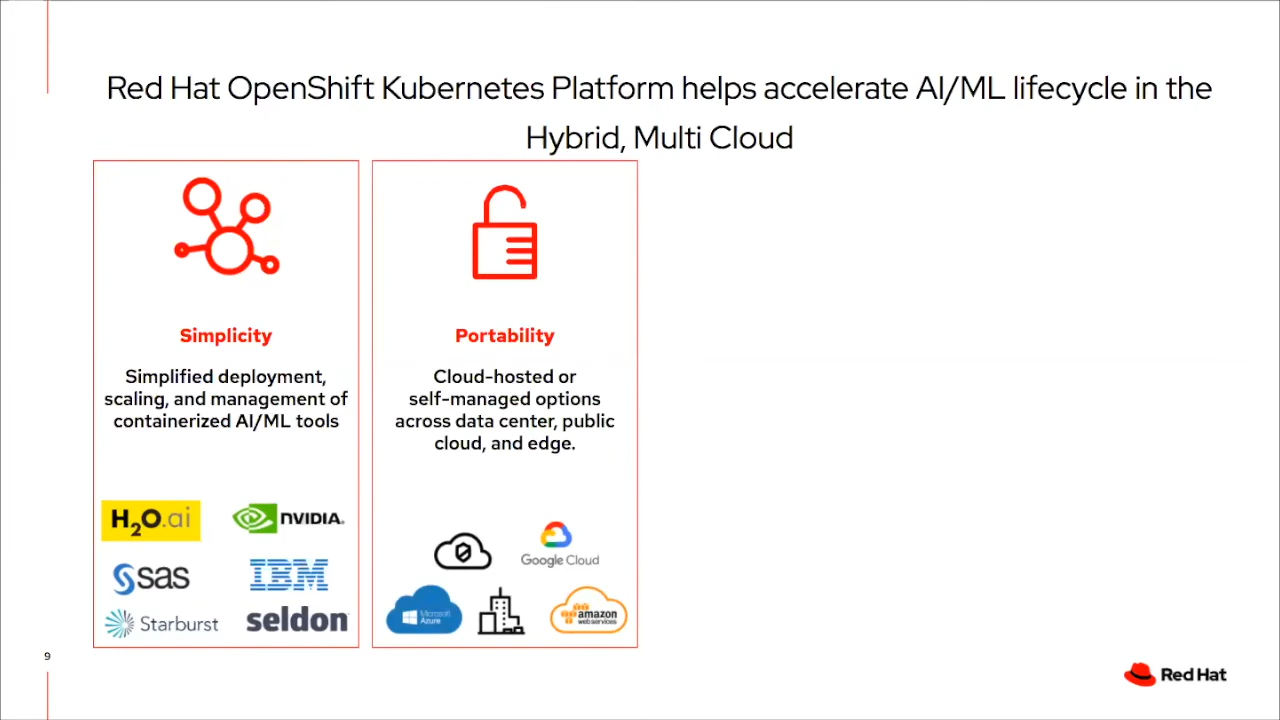 Red Hat OpenShift Kubernetes Platform helps accelerate AI/ML lifecycle in the
Hybrid, Multi Cloud
Simplicity
Simplified deployment,
scaling, and management of
containerized AI/ML tools
H2O.ai
NVIDIA
SAS
IBM
Starburst
seldon
Portability
Cloud-hosted or
self-managed options
across data center, public
cloud, and edge.
Google Cloud
Microsoft
Azure
amazon
web services
9
Red Hat